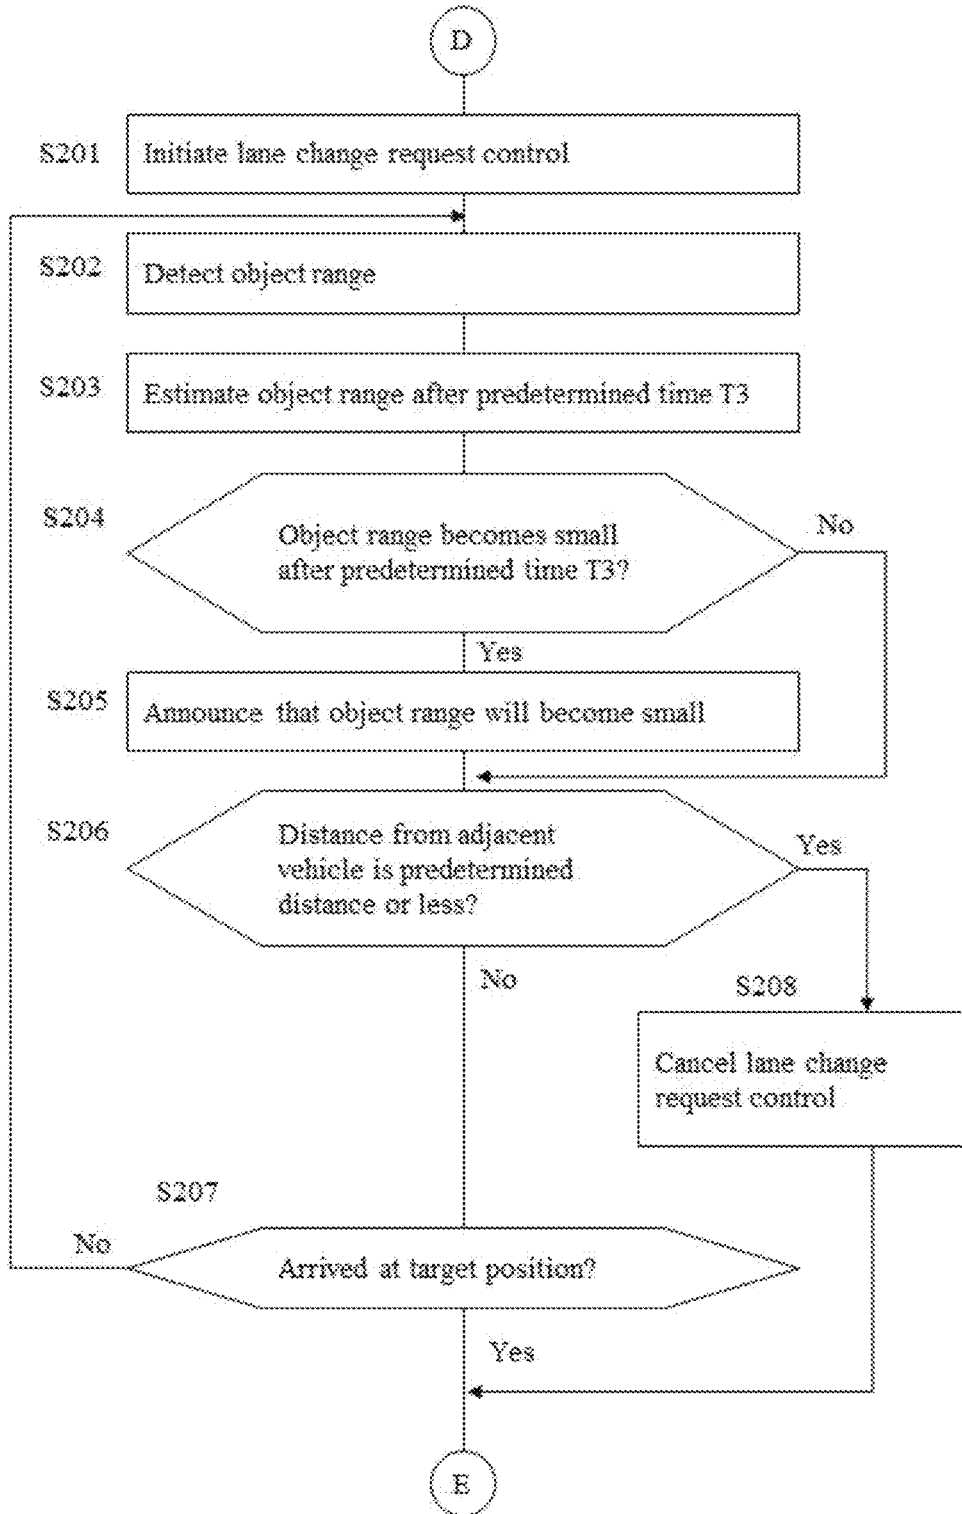 D
S201
Initiate lane change request control
S202
Detect object range
S203
Estimate object range after predetermined time T3
S204
Object range becomes small
after predetermined time T3?
No
Yes
S205
Announce that object range will become small
S206
Distance from adjacent
vehicle is predetermined
distance or less?
Yes
No
S208
Cancel lane change
request control
S207
No
Arrived at target position?
Yes
E